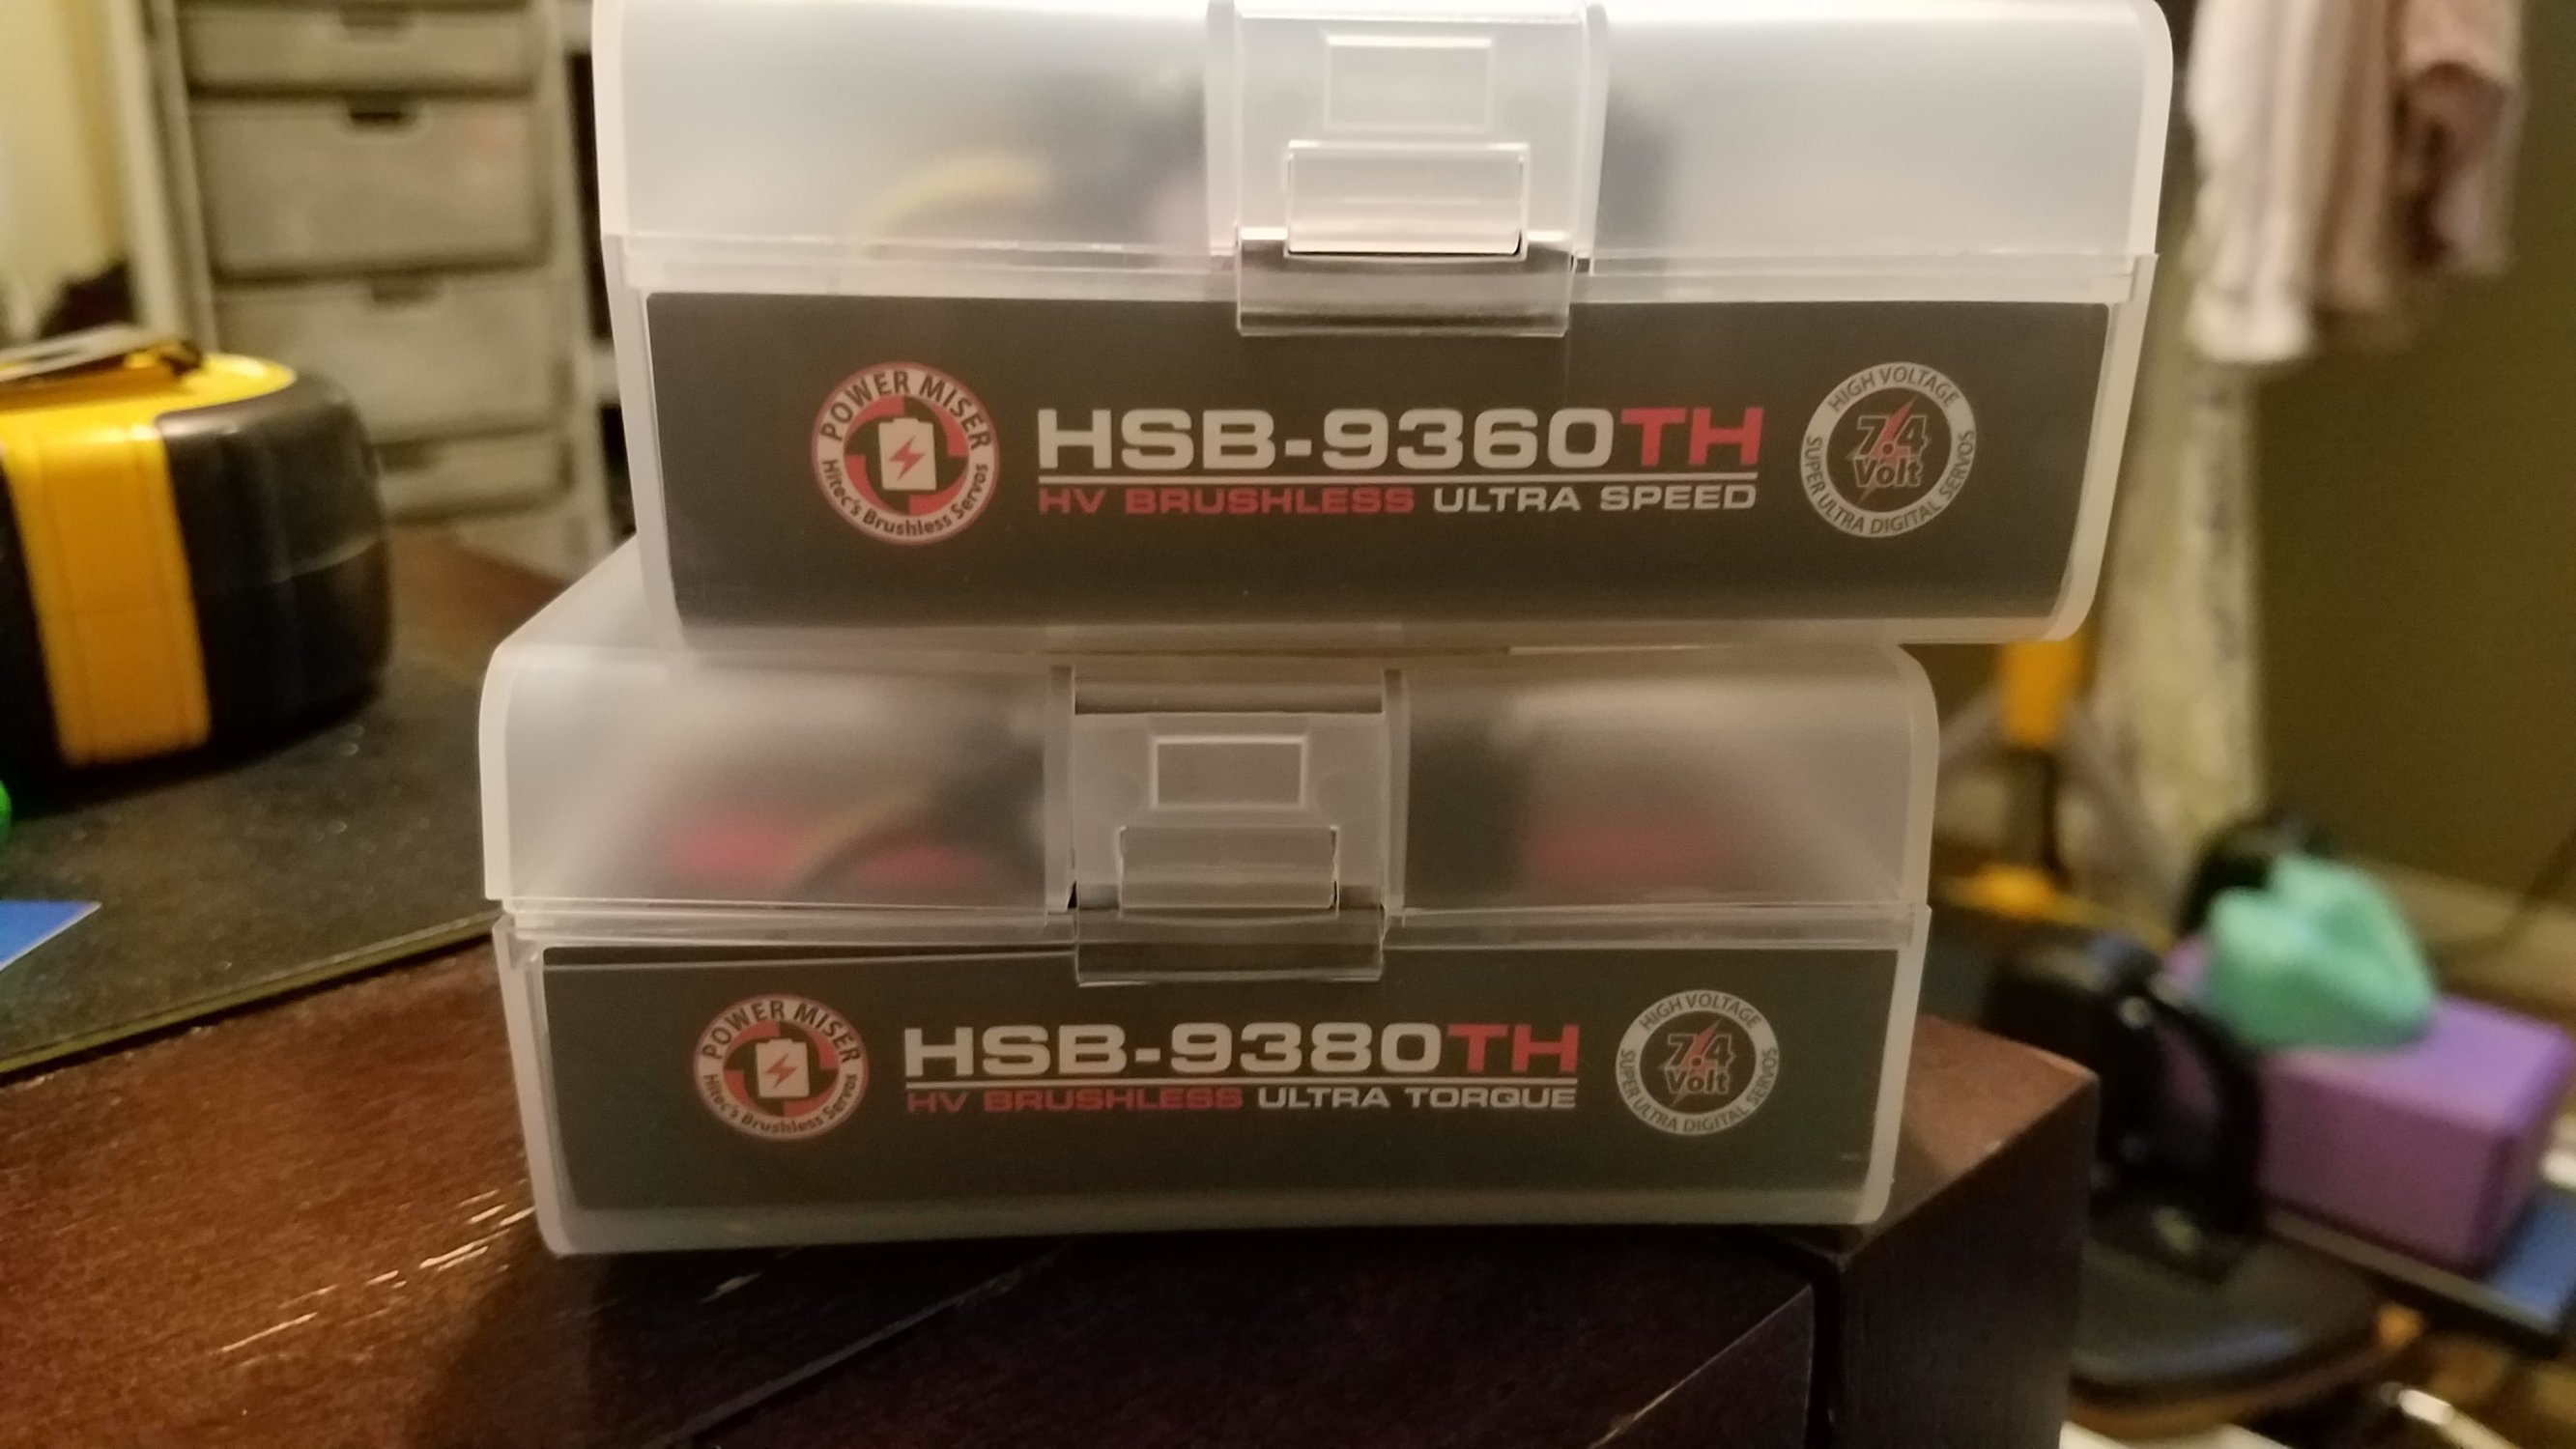 POWER MISER
Hitec's Brushless Servos
HSB-9360TH
HV BRUSHLESS ULTRA SPEED
HIGH VOLTAGE
7.4
Volt
SUPER ULTRA DIGITAL SERVOS
POWER MISER
Hitec's Brushless Servos
HSB-9380TH
HV BRUSHLESS ULTRA TORQUE
HIGH VOLTAGE
7.4
Volt
SUPER ULTRA DIGITAL SERVOS